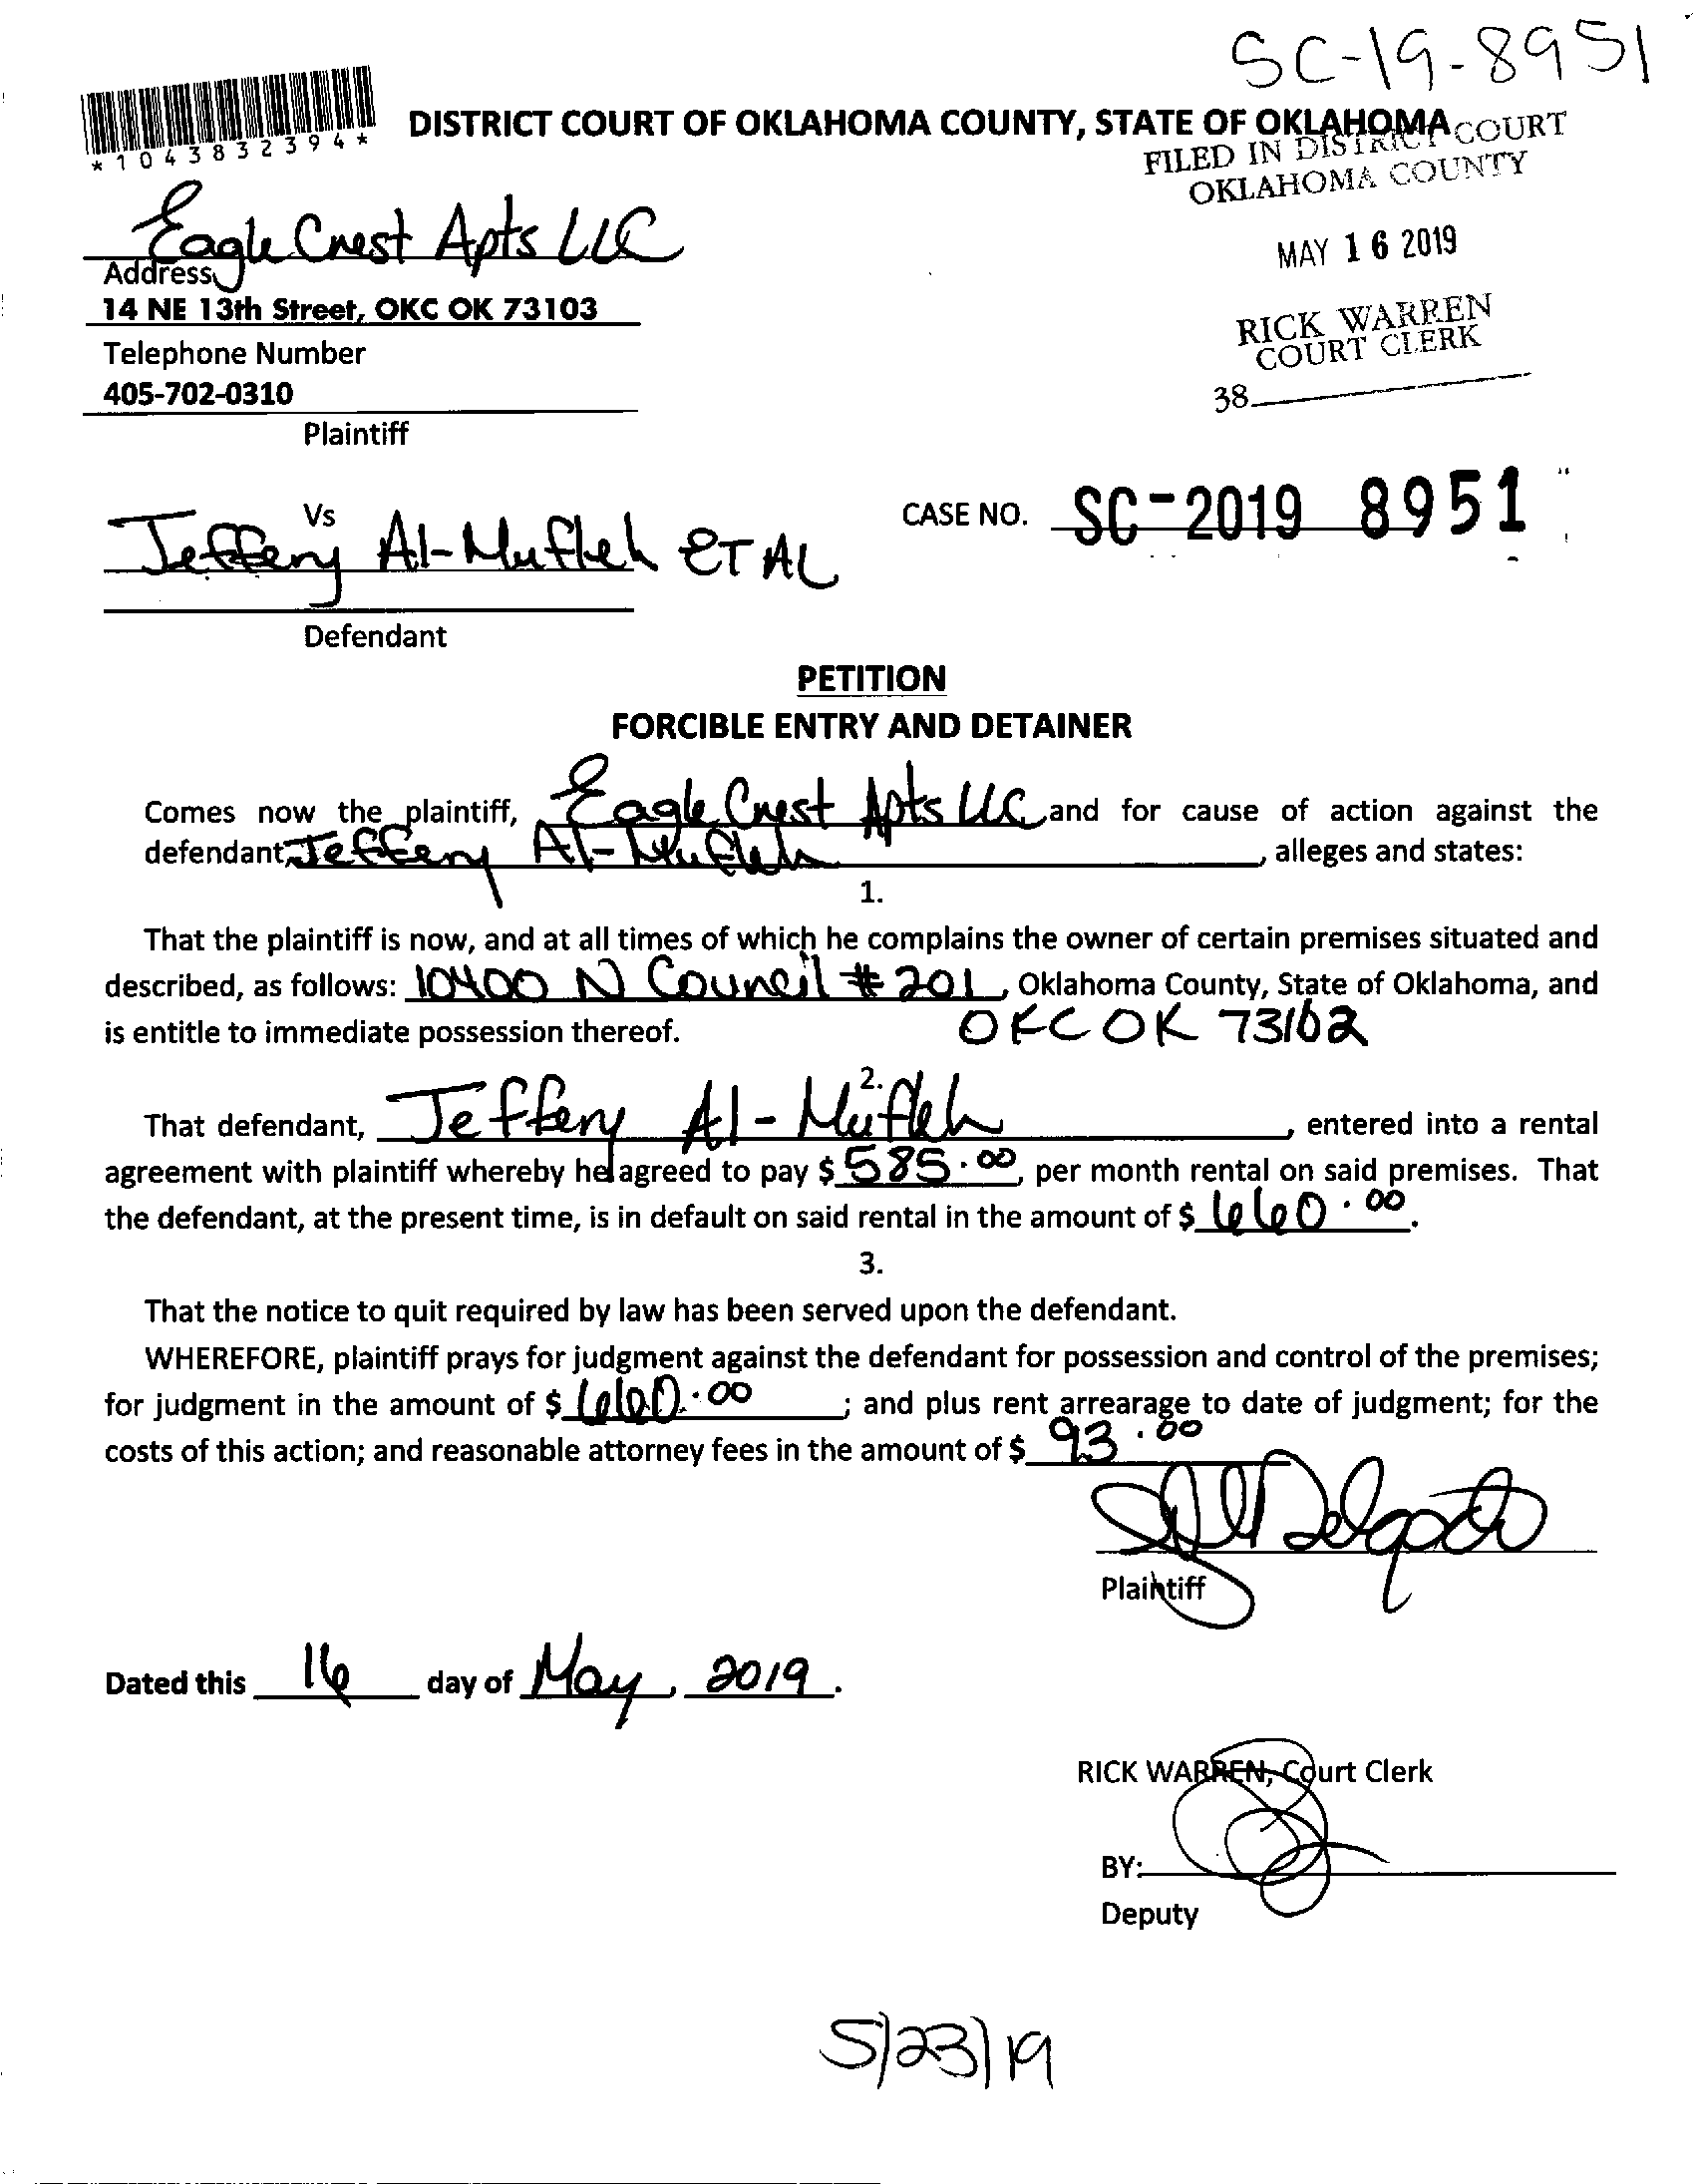 SC-19-8951
*1043832394*
DISTRICT COURT OF OKLAHOMA COUNTY, STATE OF OKLAHOMA
FILED IN DISTRICT COURT
OKLAHOMA COUNTY
MAY 16 2019
RICK WARREN
COURT CLERK
38
Eagle Crest Apts LLC
Address
14 NE 13th Street, OKC OK 73103
Telephone Number
405-702-0310
Plaintiff
Vs
CASE NO. SC-2019 8951
Jeffery Al-Mufleh ET AL
Defendant
PETITION
FORCIBLE ENTRY AND DETAINER
Comes now the plaintiff, Eagle Crest Apts LLC and for cause of action against the
defendant, Jeffery Al-Mufleh, alleges and states:
1.
That the plaintiff is now, and at all times of which he complains the owner of certain premises situated and
described, as follows: 10400 N Council #201, Oklahoma County, State of Oklahoma, and
is entitle to immediate possession thereof. OKC OK 73162
2.
That defendant, Jeffery Al-Mufleh, entered into a rental
agreement with plaintiff whereby he agreed to pay $ 585.00, per month rental on said premises. That
the defendant, at the present time, is in default on said rental in the amount of $ 660.00.
3.
That the notice to quit required by law has been served upon the defendant.
WHEREFORE, plaintiff prays for judgment against the defendant for possession and control of the premises;
for judgment in the amount of $ 660.00; and plus rent arrearage to date of judgment; for the
costs of this action; and reasonable attorney fees in the amount of $ 93.00
Delgado
Plaintiff
Dated this 16 day of May, 2019.
RICK WARREN, Court Clerk
BY:
Deputy
5/23/19